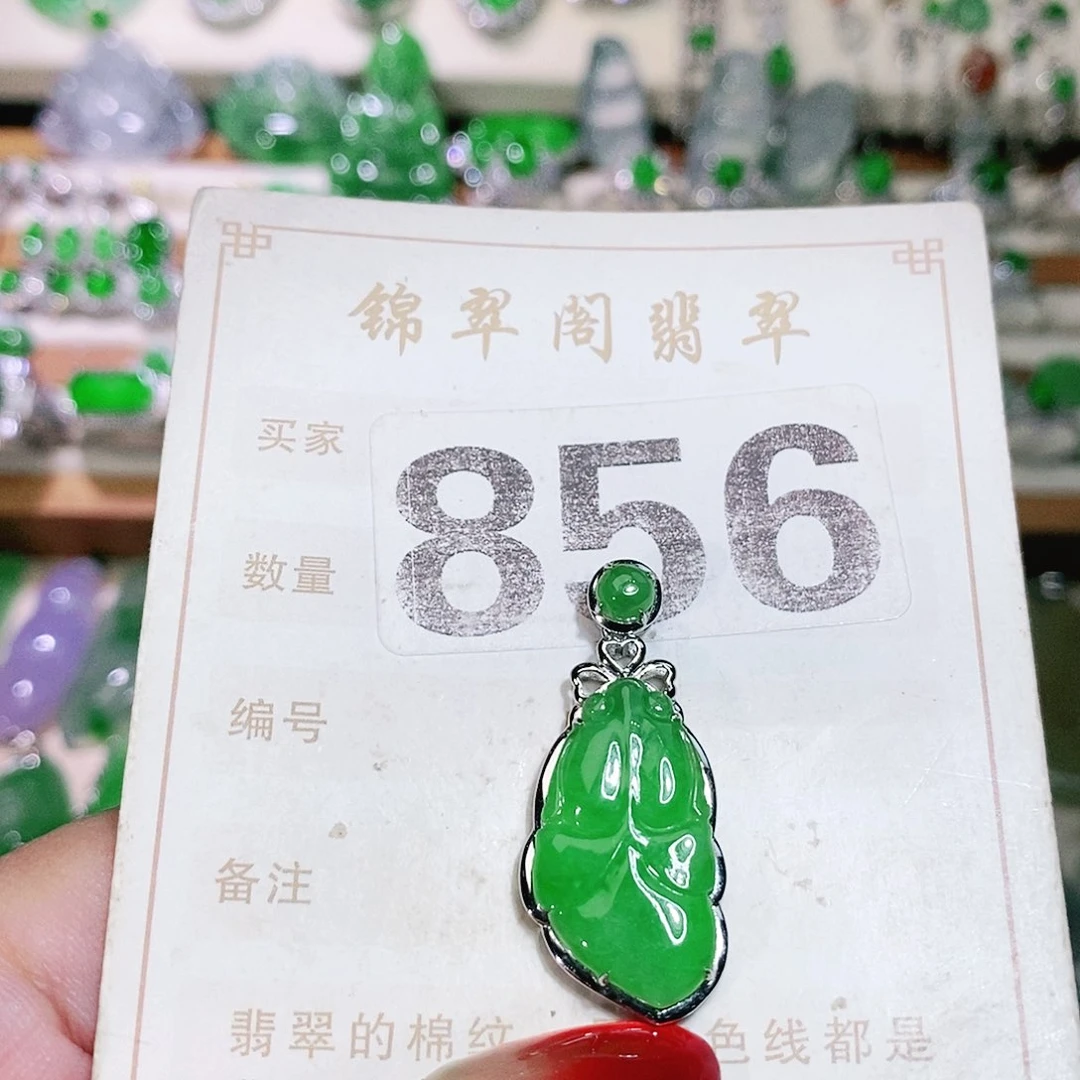 锦翠阁翡翠
买家
856
数量
编号
备注
翡翠的棉纹 色线都是